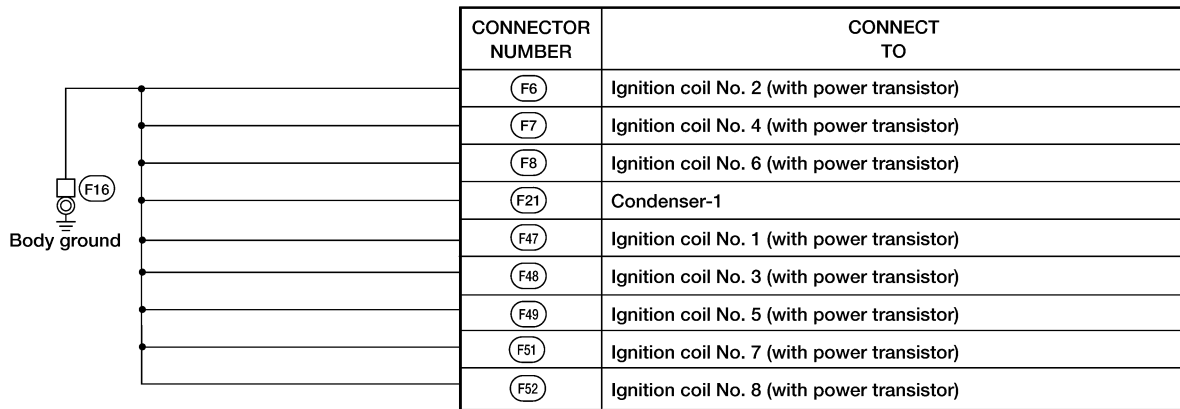 CONNECTOR NUMBER CONNECT TO
F6 Ignition coil No. 2 (with power transistor)
F7 Ignition coil No. 4 (with power transistor)
F8 Ignition coil No. 6 (with power transistor)
F21 Condenser-1
F47 Ignition coil No. 1 (with power transistor)
F48 Ignition coil No. 3 (with power transistor)
F49 Ignition coil No. 5 (with power transistor)
F51 Ignition coil No. 7 (with power transistor)
F52 Ignition coil No. 8 (with power transistor)
F16
Body ground